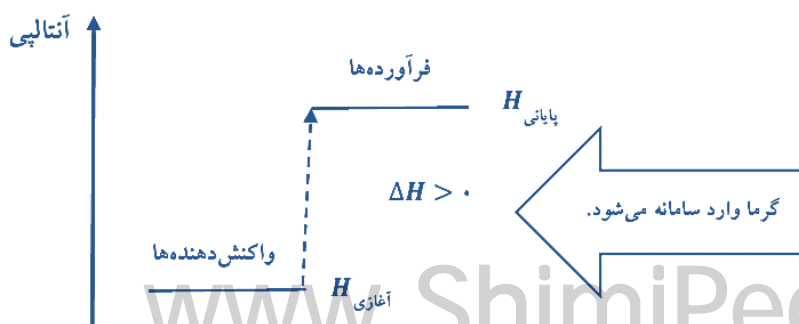 آنتالپی
فرآورده‌ها
H پایانی
ΔH > ۰
گرما وارد سامانه می‌شود.
واکنش‌دهنده‌ها
H آغازی
www.ShimiPed